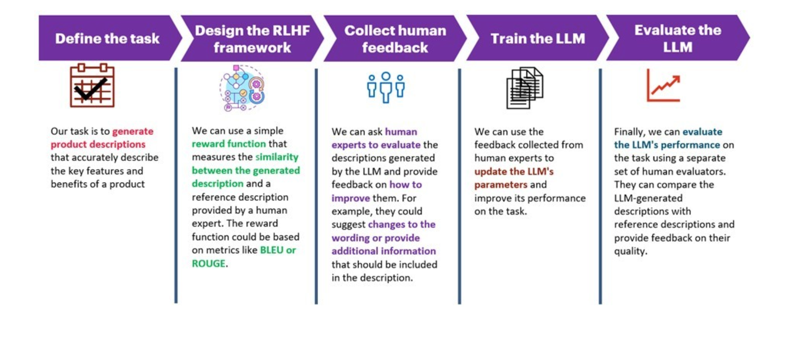 Define the task
Design the RLHF
framework
Collect human
feedback
Train the LLM
Evaluate the
LLM
Our task is to generate
product descriptions
that accurately describe
the key features and
benefits of a product
We can use a simple
reward function that
measures the similarity
between the generated
description and a
reference description
provided by a human
expert. The reward
function could be based
on metrics like BLEU or
ROUGE.
We can ask human
experts to evaluate the
descriptions generated
by the LLM and provide
feedback on how to
improve them. For
example, they could
suggest changes to the
wording or provide
additional information
that should be included
in the description.
We can use the
feedback collected from
human experts to
update the LLM's
parameters and
improve its performance
on the task.
Finally, we can evaluate
the LLM's performance on
the task using a separate
set of human evaluators.
They can compare the
LLM-generated
descriptions with
reference descriptions and
provide feedback on their
quality.